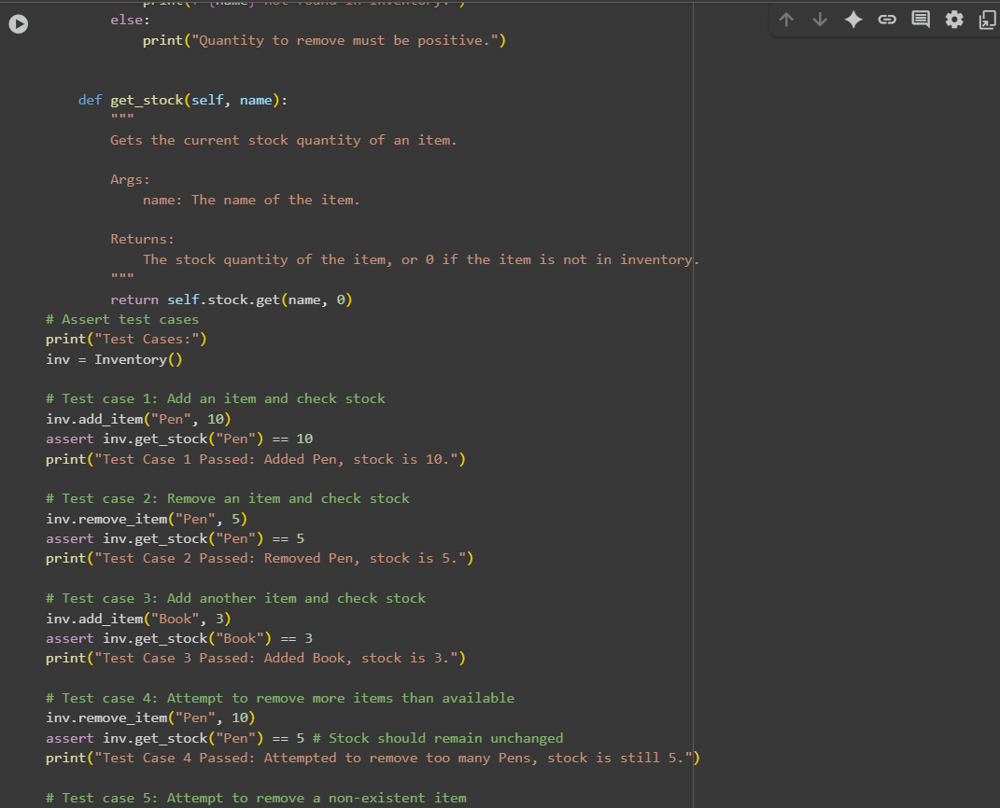 print(f"{name} not found in inventory.")
else:
print("Quantity to remove must be positive.")
def get_stock(self, name):
"""
Gets the current stock quantity of an item.
Args:
name: The name of the item.
Returns:
The stock quantity of the item, or 0 if the item is not in inventory.
"""
return self.stock.get(name, 0)
# Assert test cases
print("Test Cases:")
inv = Inventory()
# Test case 1: Add an item and check stock
inv.add_item("Pen", 10)
assert inv.get_stock("Pen") == 10
print("Test Case 1 Passed: Added Pen, stock is 10.")
# Test case 2: Remove an item and check stock
inv.remove_item("Pen", 5)
assert inv.get_stock("Pen") == 5
print("Test Case 2 Passed: Removed Pen, stock is 5.")
# Test case 3: Add another item and check stock
inv.add_item("Book", 3)
assert inv.get_stock("Book") == 3
print("Test Case 3 Passed: Added Book, stock is 3.")
# Test case 4: Attempt to remove more items than available
inv.remove_item("Pen", 10)
assert inv.get_stock("Pen") == 5 # Stock should remain unchanged
print("Test Case 4 Passed: Attempted to remove too many Pens, stock is still 5.")
# Test case 5: Attempt to remove a non-existent item